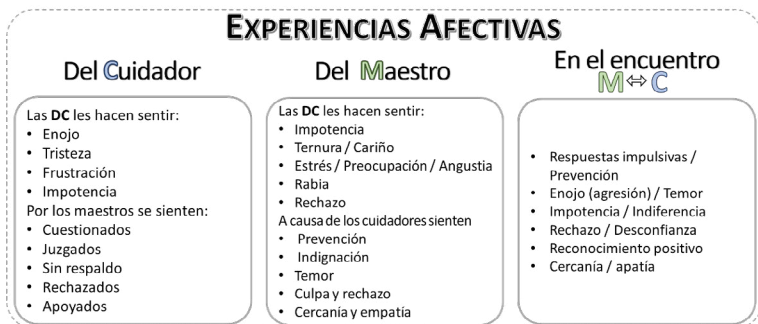 EXPERIENCIAS AFECTIVAS
Del Cuidador
Las DC les hacen sentir:
• Enojo
• Tristeza
• Frustración
• Impotencia
Por los maestros se sienten:
• Cuestionados
• Juzgados
• Sin respaldo
• Rechazados
• Apoyados
Del Maestro
Las DC les hacen sentir:
• Impotencia
• Ternura / Cariño
• Estrés / Preocupación / Angustia
• Rabia
• Rechazo
A causa de los cuidadores sienten
• Prevención
• Indignación
• Temor
• Culpa y rechazo
• Cercanía y empatía
En el encuentro
M ⇔ C
• Respuestas impulsivas /
Prevención
• Enojo (agresión) / Temor
• Impotencia / Indiferencia
• Rechazo / Desconfianza
• Reconocimiento positivo
• Cercanía / apatía